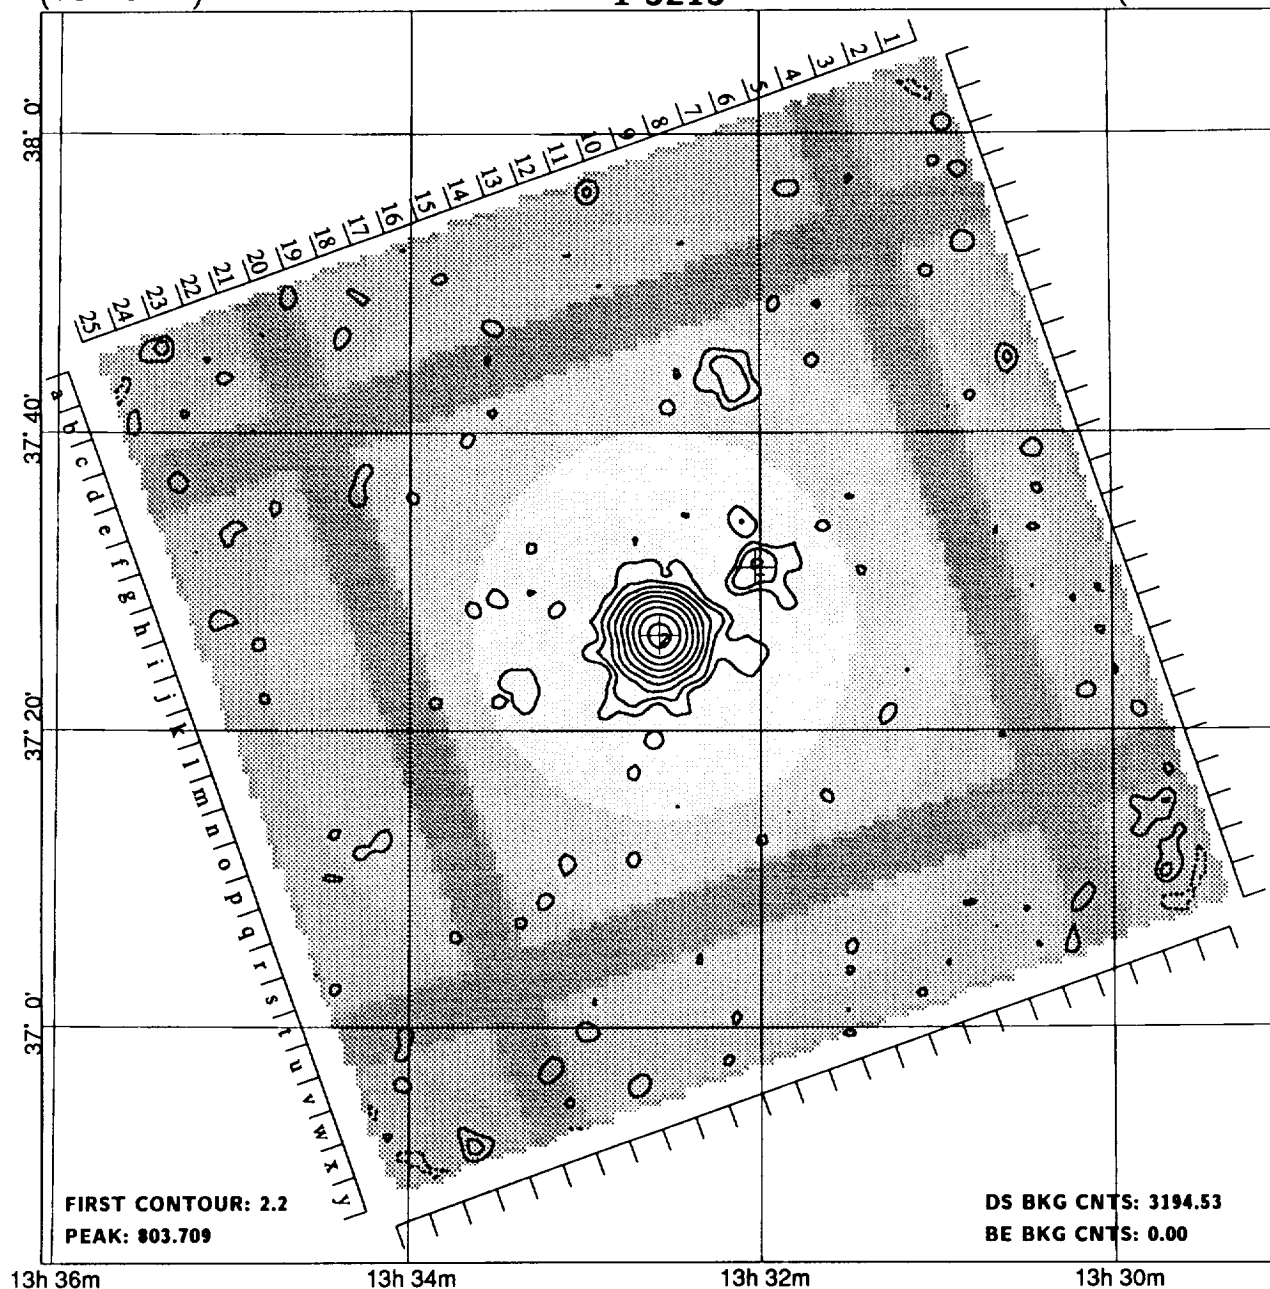 1 2 3 4 5 6 7 8 9 10 11 12 13 14 15 16 17 18 19 20 21 22 23 24 25
38° 0'
37° 40'
37° 20'
37° 0'
a b c d e f g h i j k l m n o p q r s t u v w x y
2
FIRST CONTOUR: 2.2
PEAK: 803.709
DS BKG CNTS: 3194.53
BE BKG CNTS: 0.00
13h 36m
13h 34m
13h 32m
13h 30m